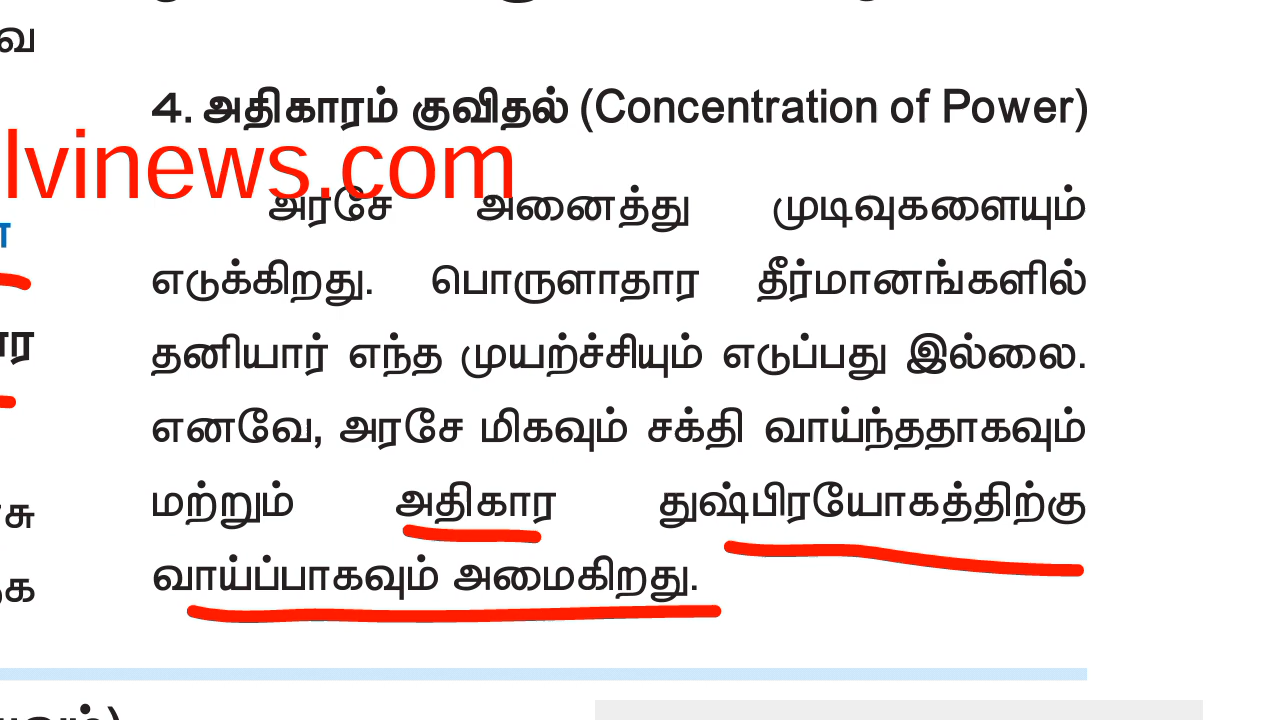 வ
4. அதிகாரம் குவிதல் (Concentration of Power)
lvinews.com
அரசே அனைத்து முடிவுகளையும்
எடுக்கிறது. பொருளாதார தீர்மானங்களில்
தனியார் எந்த முயற்ச்சியும் எடுப்பது இல்லை.
எனவே, அரசே மிகவும் சக்தி வாய்ந்ததாகவும்
மற்றும் அதிகார துஷ்பிரயோகத்திற்கு
வாய்ப்பாகவும் அமைகிறது.